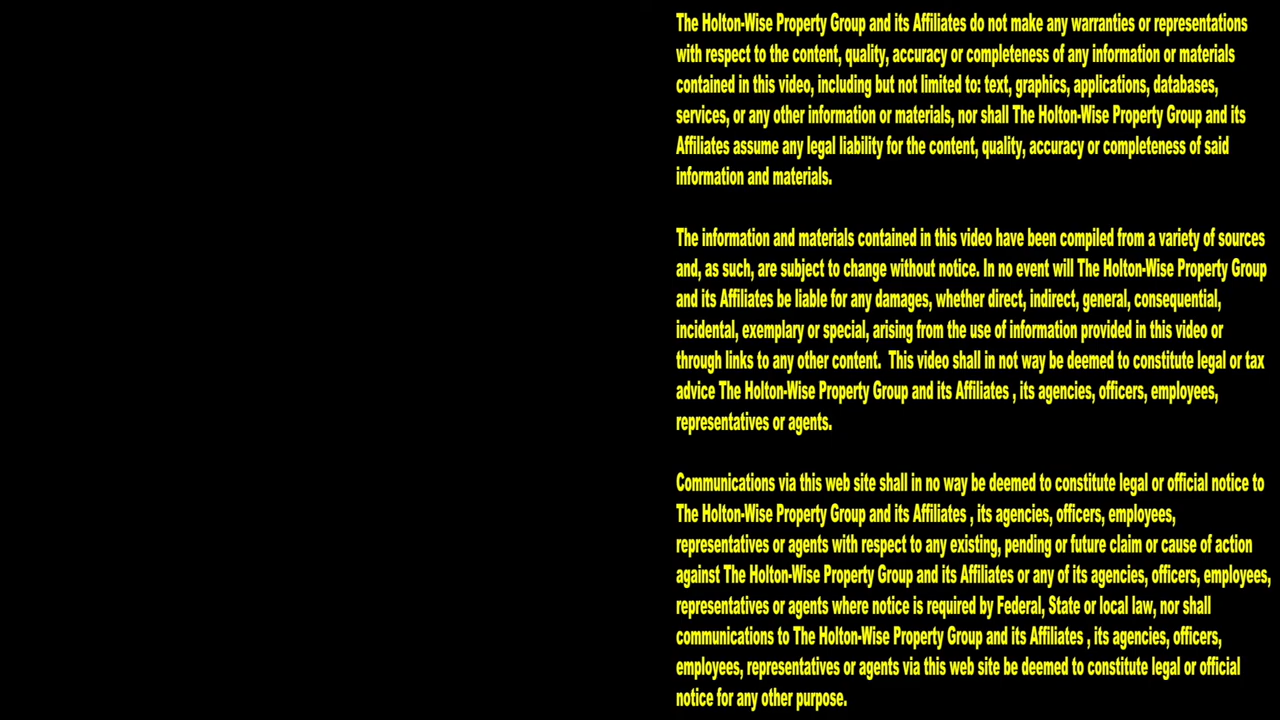 The Holton-Wise Property Group and its Affiliates do not make any warranties or representations
with respect to the content, quality, accuracy or completeness of any information or materials
contained in this video, including but not limited to: text, graphics, applications, databases,
services, or any other information or materials, nor shall The Holton-Wise Property Group and its
Affiliates assume any legal liability for the content, quality, accuracy or completeness of said
information and materials.
The information and materials contained in this video have been compiled from a variety of sources
and, as such, are subject to change without notice. In no event will The Holton-Wise Property Group
and its Affiliates be liable for any damages, whether direct, indirect, general, consequential,
incidental, exemplary or special, arising from the use of information provided in this video or
through links to any other content.  This video shall in not way be deemed to constitute legal or tax
advice The Holton-Wise Property Group and its Affiliates , its agencies, officers, employees,
representatives or agents.
Communications via this web site shall in no way be deemed to constitute legal or official notice to
The Holton-Wise Property Group and its Affiliates , its agencies, officers, employees,
representatives or agents with respect to any existing, pending or future claim or cause of action
against The Holton-Wise Property Group and its Affiliates or any of its agencies, officers, employees,
representatives or agents where notice is required by Federal, State or local law, nor shall
communications to The Holton-Wise Property Group and its Affiliates , its agencies, officers,
employees, representatives or agents via this web site be deemed to constitute legal or official
notice for any other purpose.